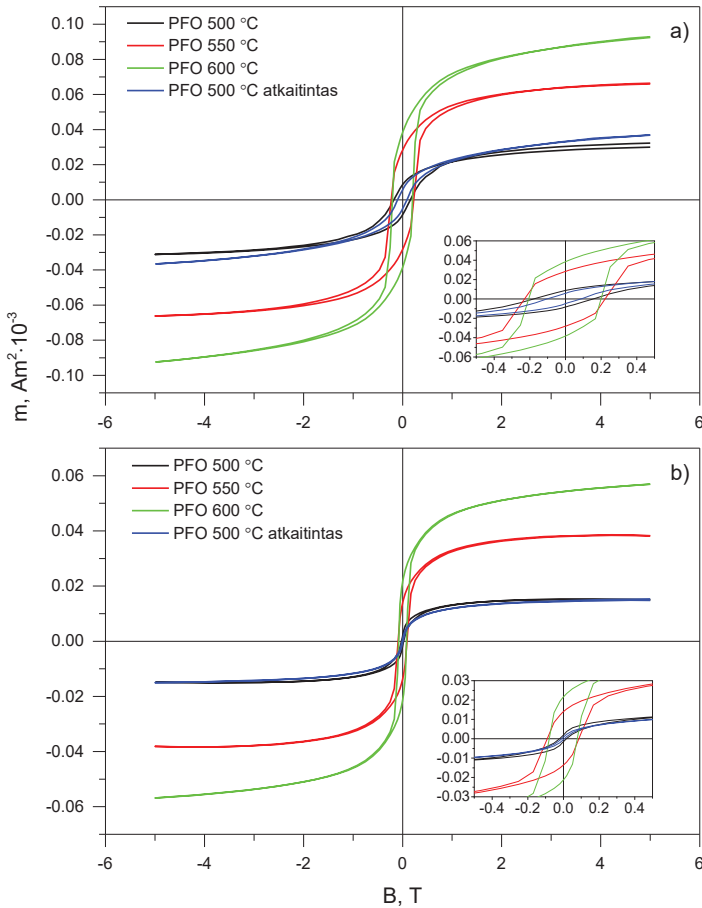 a)
PFO 500 °C
PFO 550 °C
PFO 600 °C
PFO 500 °C atkaitintas
0.10
0.08
0.06
0.04
0.02
0.00
-0.02
-0.04
-0.06
-0.08
-0.10
-6 -4 -2 0 2 4 6
0.06
0.04
0.02
0.00
-0.02
-0.04
-0.06
-0.4 -0.2 0.0 0.2 0.4
m, Am²·10⁻³
b)
PFO 500 °C
PFO 550 °C
PFO 600 °C
PFO 500 °C atkaitintas
0.06
0.04
0.02
0.00
-0.02
-0.04
-0.06
-6 -4 -2 0 2 4 6
0.03
0.02
0.01
0.00
-0.01
-0.02
-0.03
-0.4 -0.2 0.0 0.2 0.4
B, T